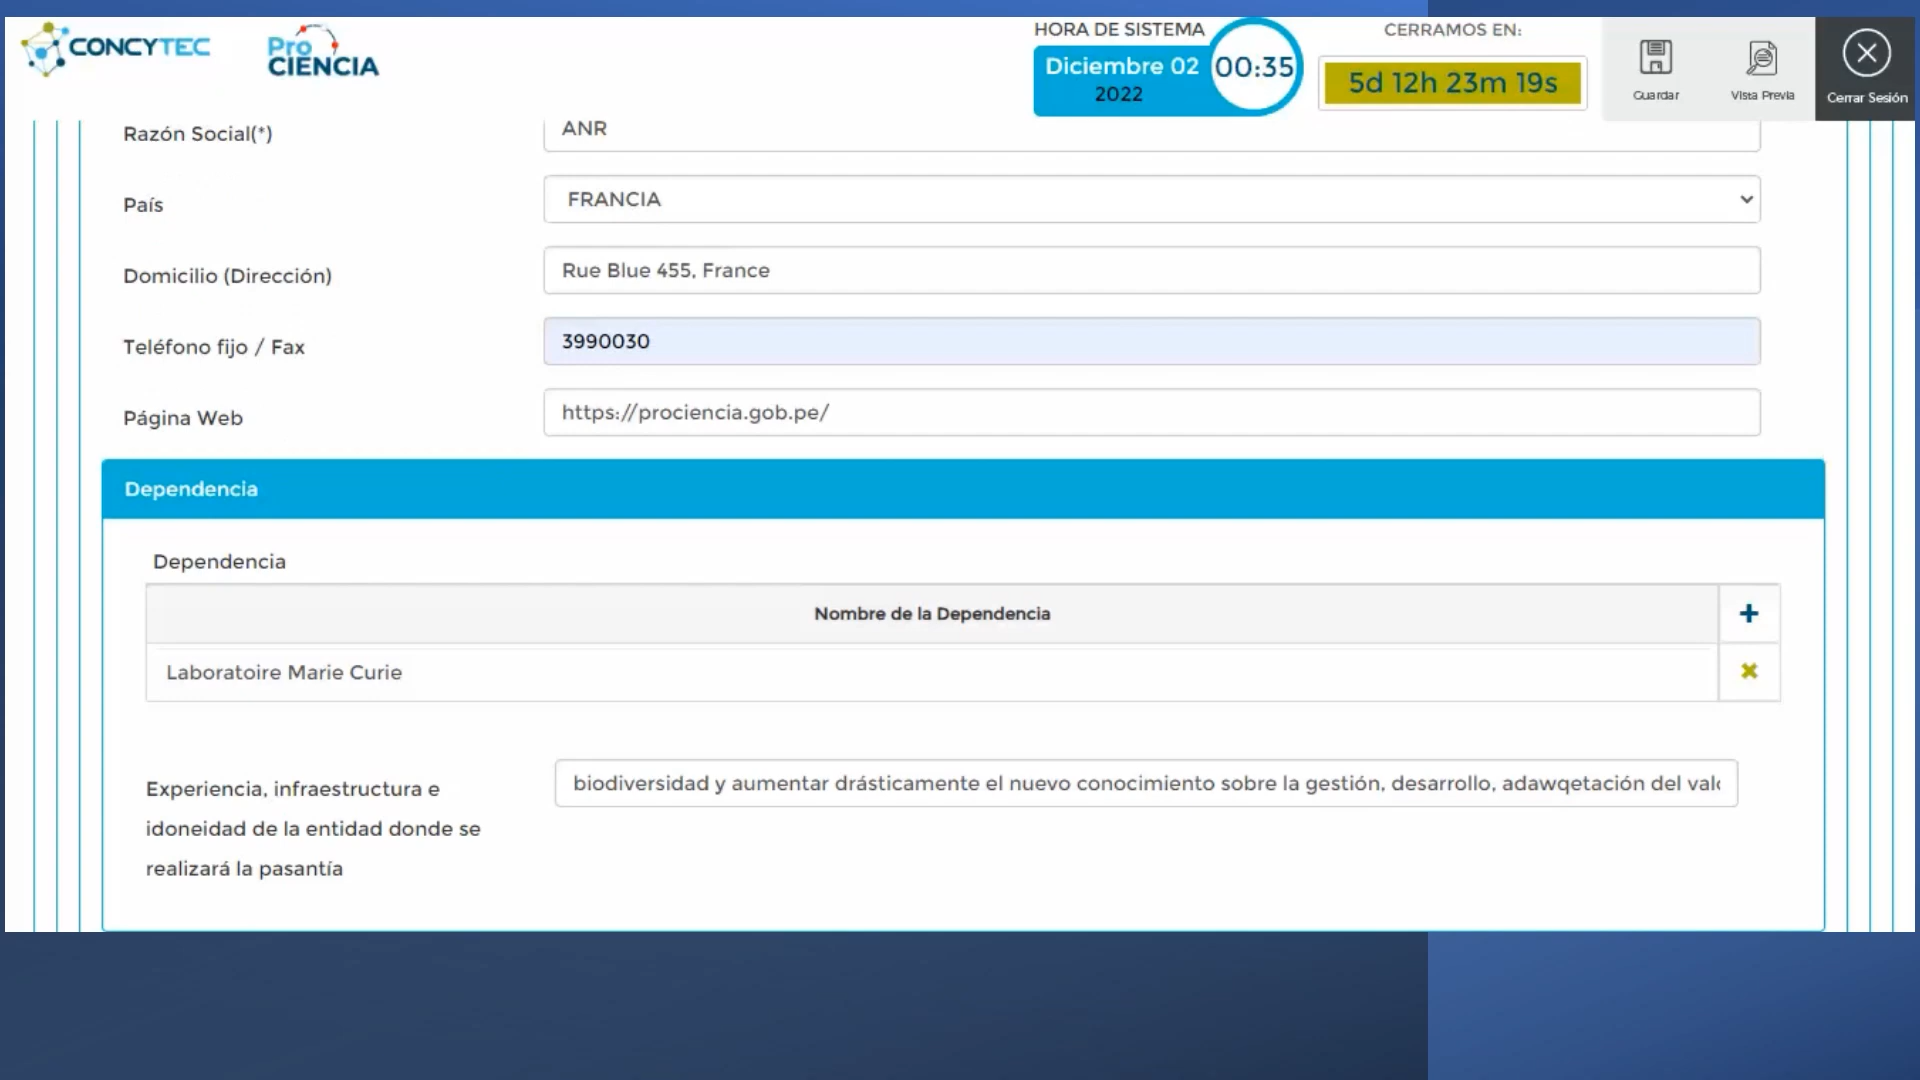 CONCYTEC
Pro
CIENCIA
HORA DE SISTEMA
Diciembre 02
2022
00:35
CERRAMOS EN:
5d 12h 23m 19s
Guardar
Vista Previa
Cerrar Sesión
Razón Social(*)
ANR
País
FRANCIA
Domicilio (Dirección)
Rue Blue 455, France
Teléfono fijo / Fax
3990030
Página Web
https://prociencia.gob.pe/
Dependencia
Dependencia
Nombre de la Dependencia
Laboratoire Marie Curie
Experiencia, infraestructura e
idoneidad de la entidad donde se
realizará la pasantía
biodiversidad y aumentar drásticamente el nuevo conocimiento sobre la gestión, desarrollo, adawqetación del